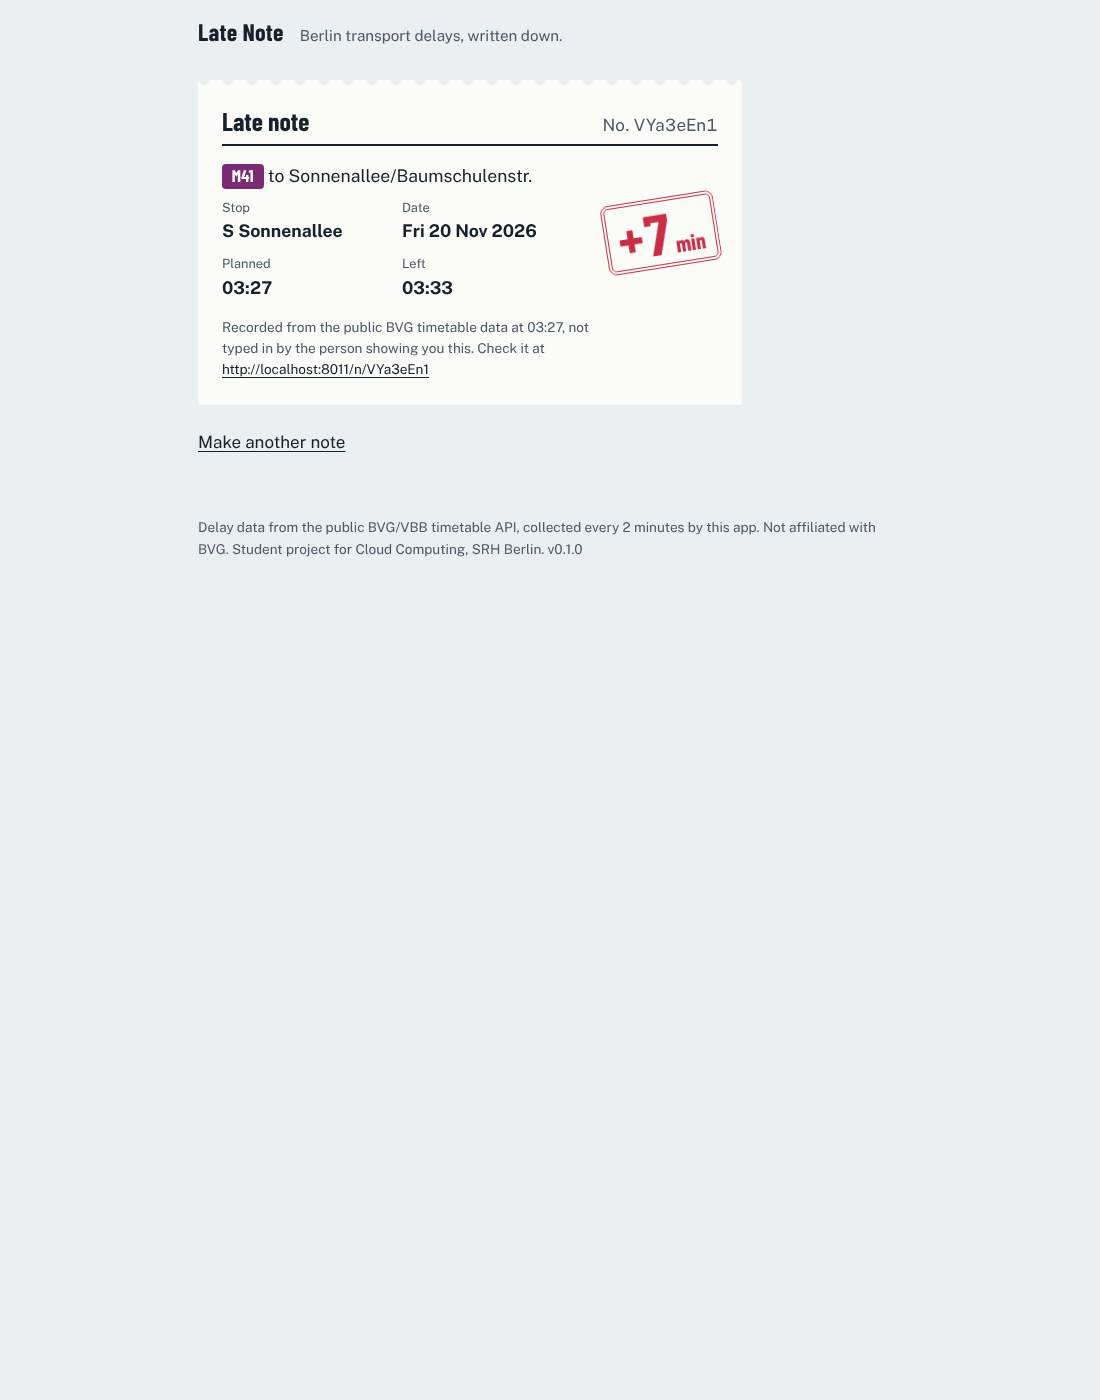 Late Note Berlin transport delays, written down.
Late note No. VYa3eEn1
M41 to Sonnenallee/Baumschulenstr.
Stop Date
S Sonnenallee Fri 20 Nov 2026
+7 min
Planned Left
03:27 03:33
Recorded from the public BVG timetable data at 03:27, not
typed in by the person showing you this. Check it at
http://localhost:8011/n/VYa3eEn1
Make another note
Delay data from the public BVG/VBB timetable API, collected every 2 minutes by this app. Not affiliated with
BVG. Student project for Cloud Computing, SRH Berlin. v0.1.0